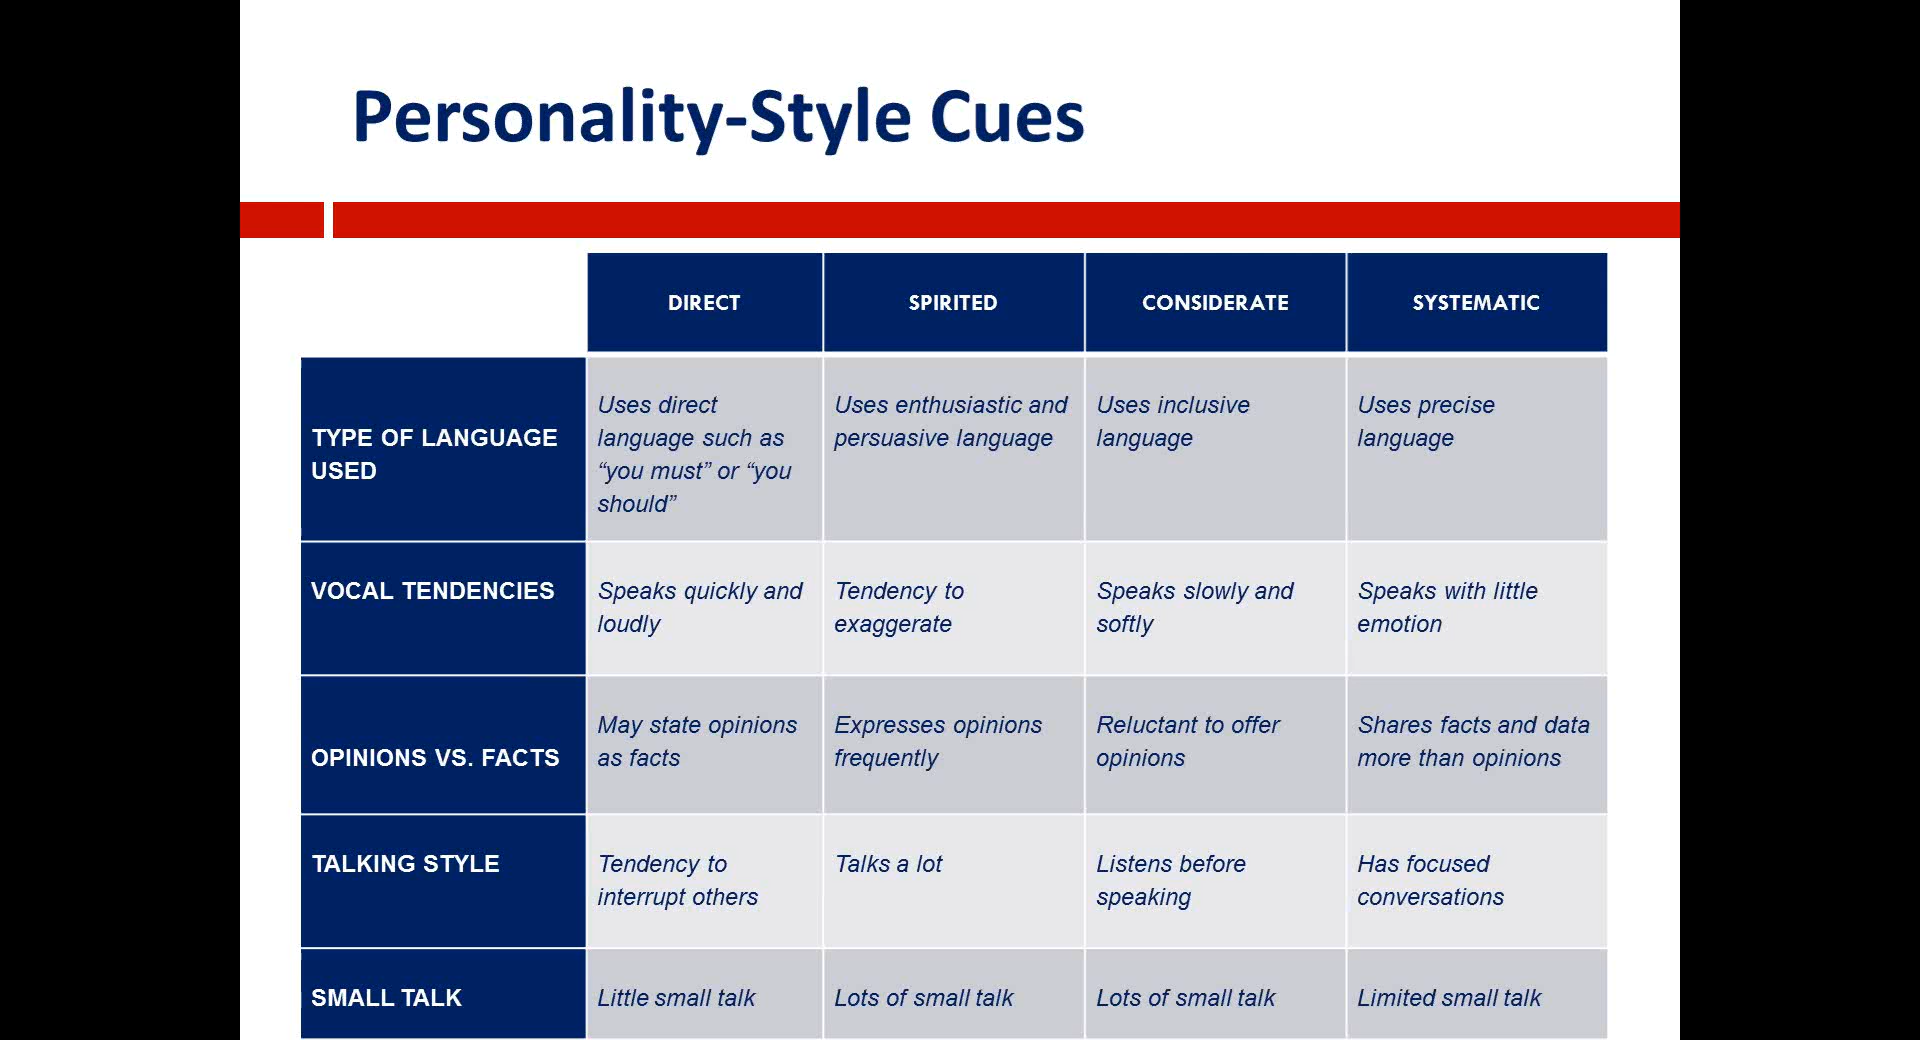 Personality-Style Cues
DIRECT
SPIRITED
CONSIDERATE
SYSTEMATIC
TYPE OF LANGUAGE
USED
Uses direct
language such as
“you must” or “you
should”
Uses enthusiastic and
persuasive language
Uses inclusive
language
Uses precise
language
VOCAL TENDENCIES
Speaks quickly and
loudly
Tendency to
exaggerate
Speaks slowly and
softly
Speaks with little
emotion
OPINIONS VS. FACTS
May state opinions
as facts
Expresses opinions
frequently
Reluctant to offer
opinions
Shares facts and data
more than opinions
TALKING STYLE
Tendency to
interrupt others
Talks a lot
Listens before
speaking
Has focused
conversations
SMALL TALK
Little small talk
Lots of small talk
Lots of small talk
Limited small talk